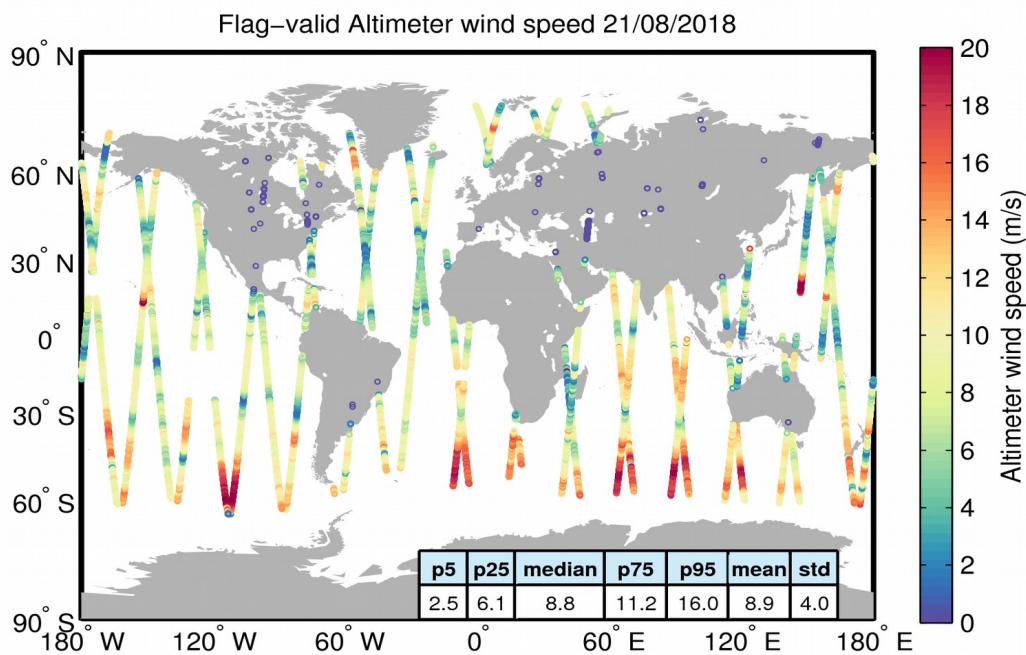 Flag−valid Altimeter wind speed 21/08/2018
90° N
60° N
30° N
0°
30° S
60° S
90° S
180° W 120° W 60° W 0° 60° E 120° E 180° E
p5 p25 median p75 p95 mean std
2.5 6.1 8.8 11.2 16.0 8.9 4.0
20
18
16
14
12
10
8
6
4
2
0
Altimeter wind speed (m/s)